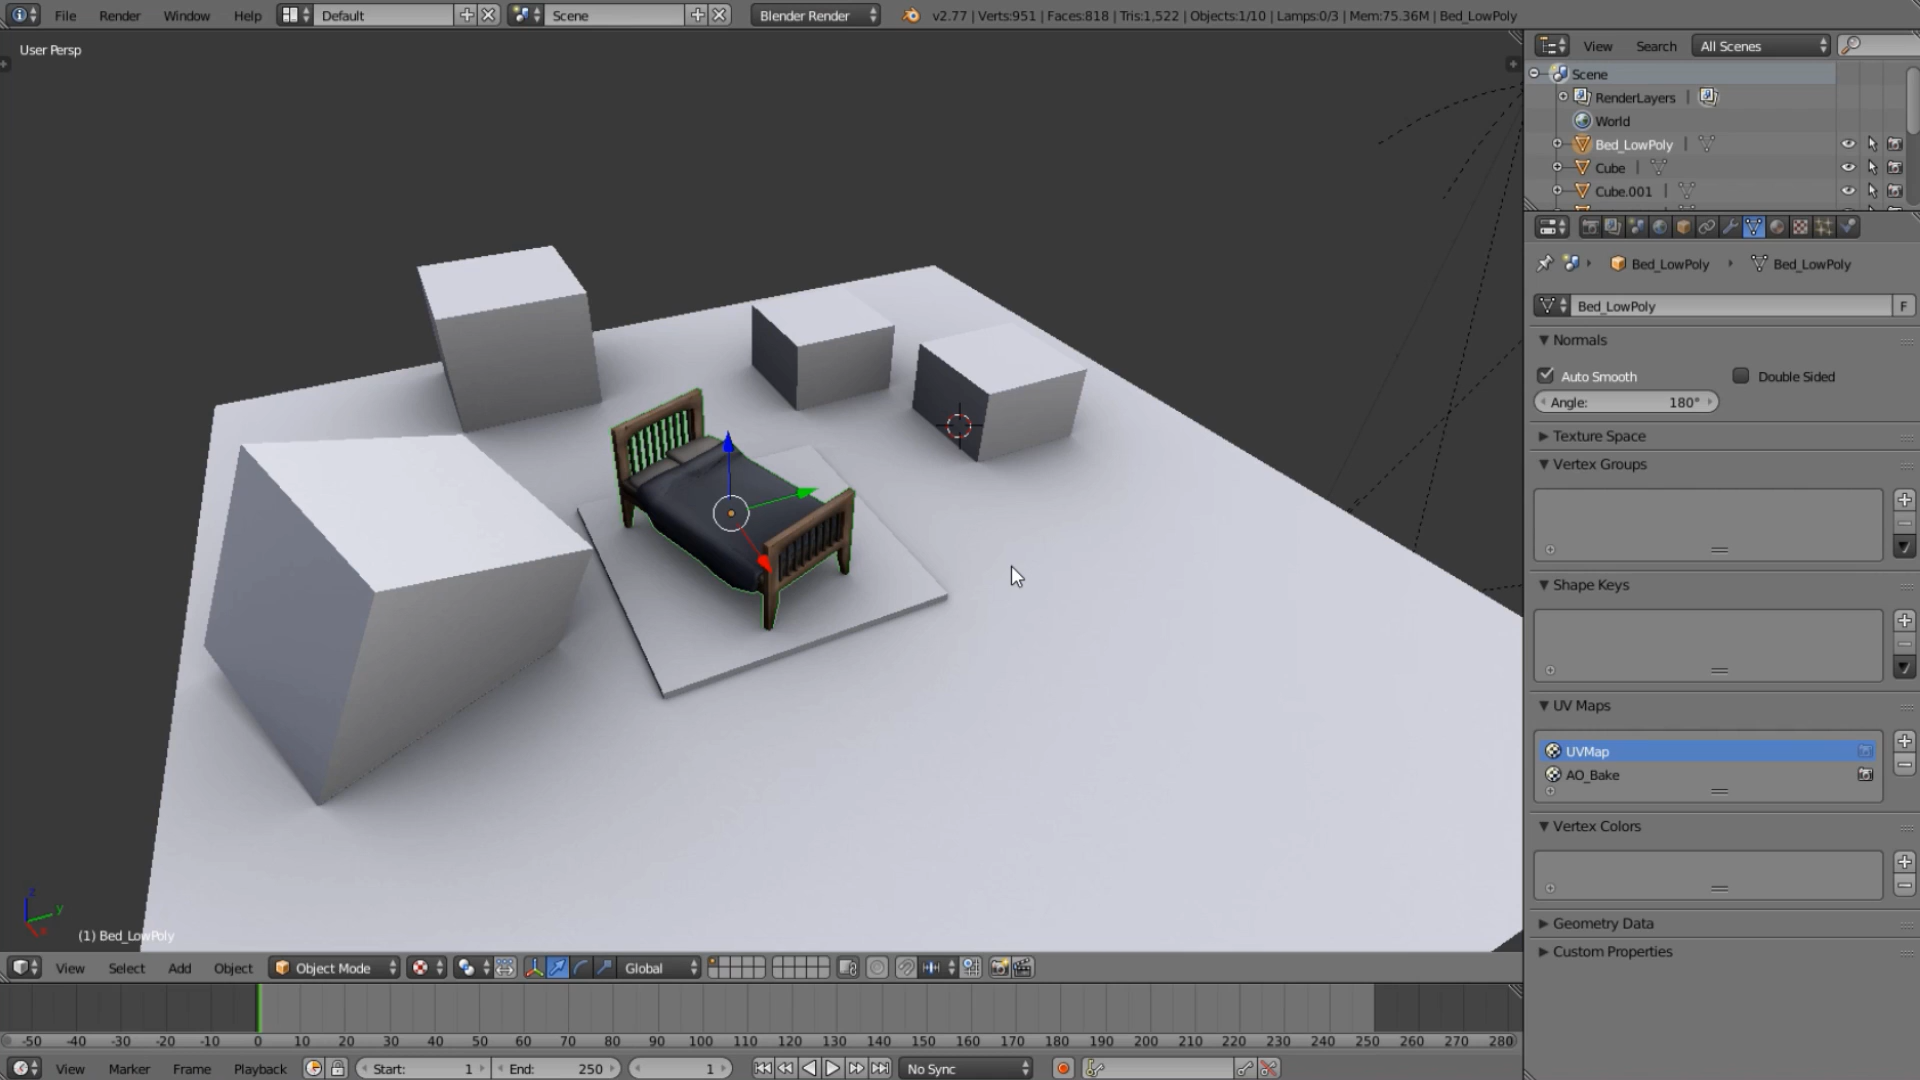 File Render Window Help Default Scene Blender Render v2.77 | Verts:951 | Faces:818 | Tris:1,522 | Objects:1/10 | Lamps:0/3 | Mem:75.36M | Bed_LowPoly
User Persp
View Search All Scenes
Scene
RenderLayers
World
Bed_LowPoly
Cube
Cube.001
Bed_LowPoly Bed_LowPoly
Bed_LowPoly F
Normals
Auto Smooth Double Sided
Angle: 180°
Texture Space
Vertex Groups
Shape Keys
UV Maps
UVMap
AO_Bake
Vertex Colors
Geometry Data
Custom Properties
z
y
x
(1) Bed_LowPoly
View Select Add Object Object Mode Global
-50 -40 -30 -20 -10 0 10 20 30 40 50 60 70 80 90 100 110 120 130 140 150 160 170 180 190 200 210 220 230 240 250 260 270 280
View Marker Frame Playback Start: 1 End: 250 1 No Sync